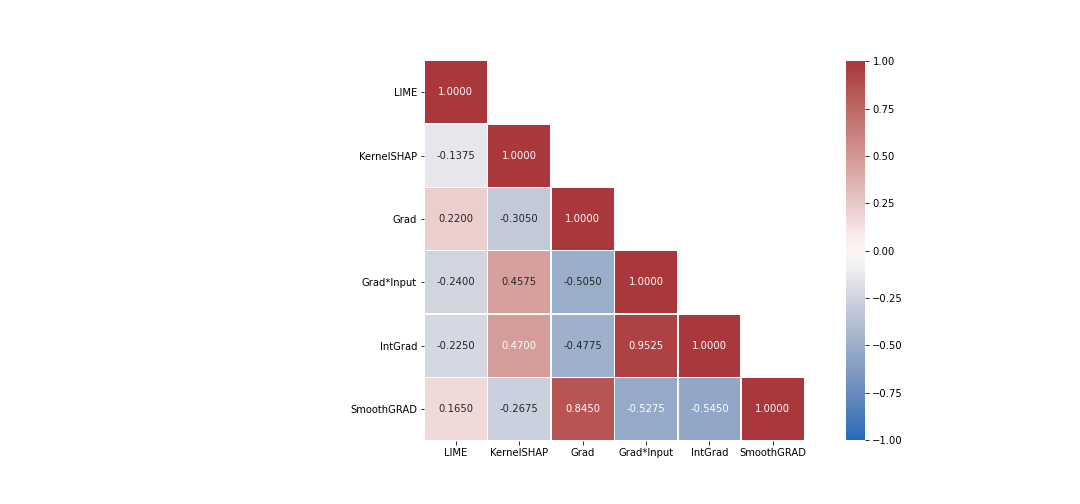 1.00
LIME 1.0000
0.75
KernelSHAP -0.1375 1.0000
0.50
Grad 0.2200 -0.3050 1.0000
0.25
0.00
Grad*Input -0.2400 0.4575 -0.5050 1.0000
−0.25
IntGrad -0.2250 0.4700 -0.4775 0.9525 1.0000
−0.50
−0.75
SmoothGRAD 0.1650 -0.2675 0.8450 -0.5275 -0.5450 1.0000
−1.00
LIME KernelSHAP Grad Grad*Input IntGrad SmoothGRAD